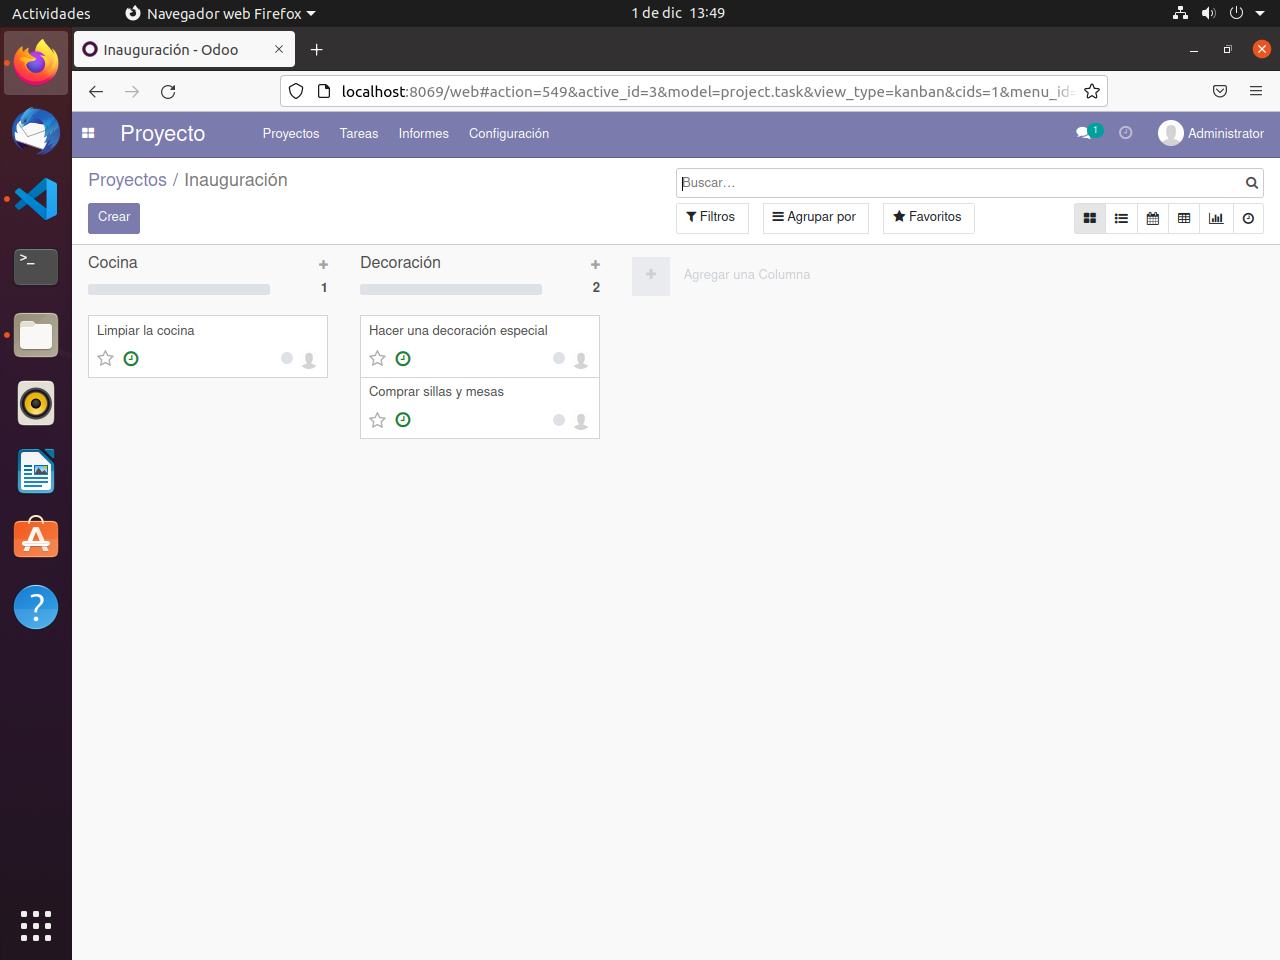 Actividades
Navegador web Firefox
1 de dic 13:49
Inauguración - Odoo
localhost:8069/web#action=549&active_id=3&model=project.task&view_type=kanban&cids=1&menu_id=
Proyecto
Proyectos
Tareas
Informes
Configuración
1
Administrator
Proyectos / Inauguración
Buscar...
Crear
Filtros
Agrupar por
Favoritos
Cocina
1
Decoración
2
Agregar una Columna
Limpiar la cocina
Hacer una decoración especial
Comprar sillas y mesas